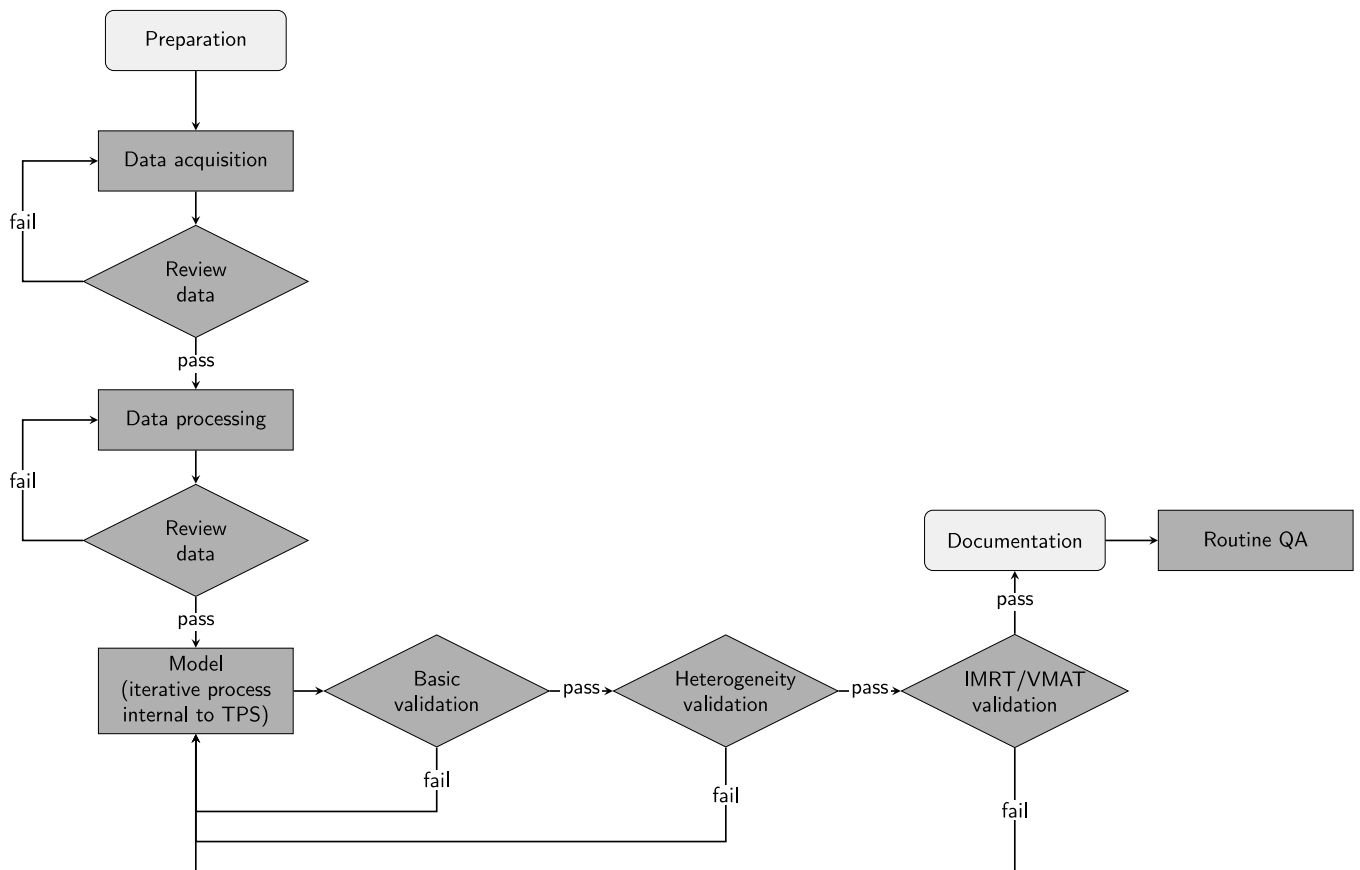 Preparation
Data acquisition
fail
Review
data
pass
Data processing
fail
Review
data
pass
Documentation
Routine QA
pass
Model
(iterative process
internal to TPS)
Basic
validation
pass
Heterogeneity
validation
pass
IMRT/VMAT
validation
fail
fail
fail